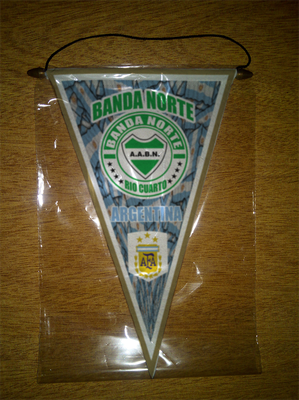 BANDA NORTE
BANDA NORTE
A.A.B.N.
RIO CUARTO
ARGENTINA
AFA